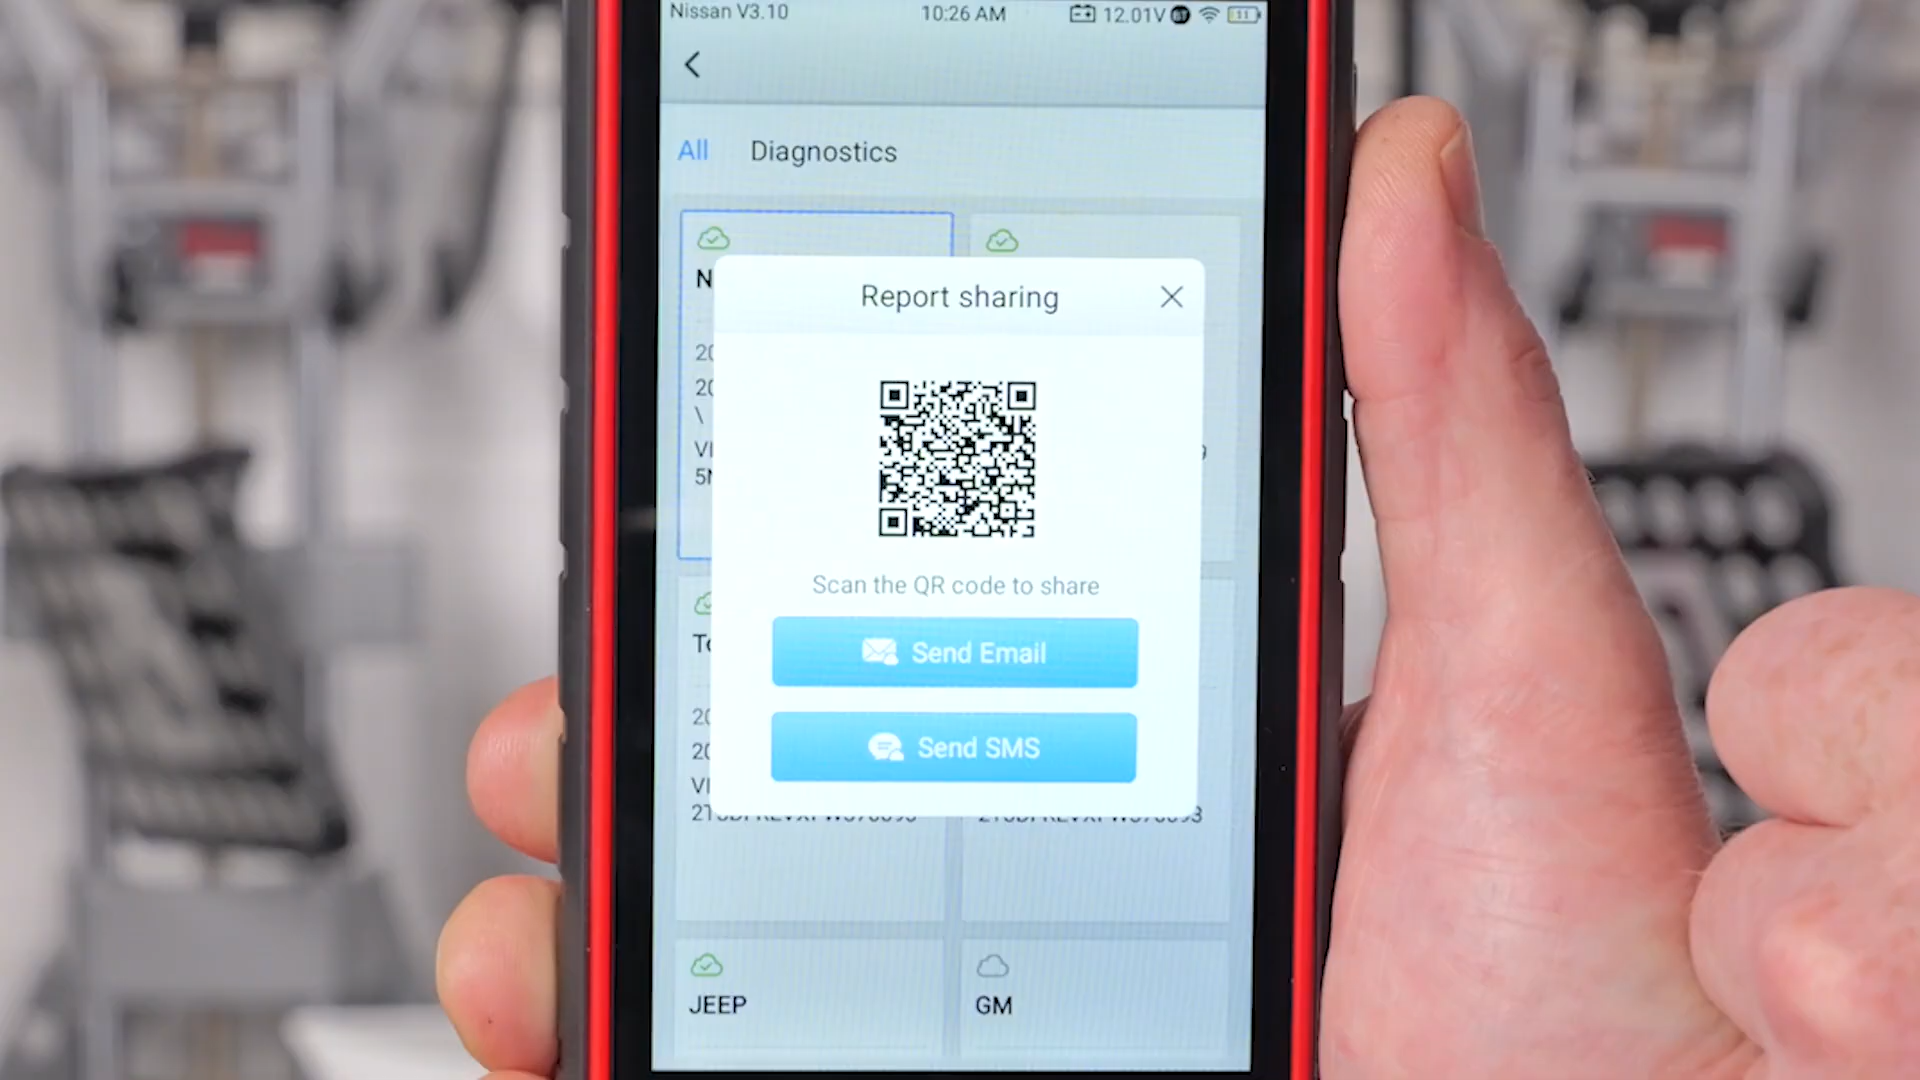 Nissan V3.10 10:26 AM 12.01V
All Diagnostics
Report sharing
Scan the QR code to share
Send Email
Send SMS
JEEP GM